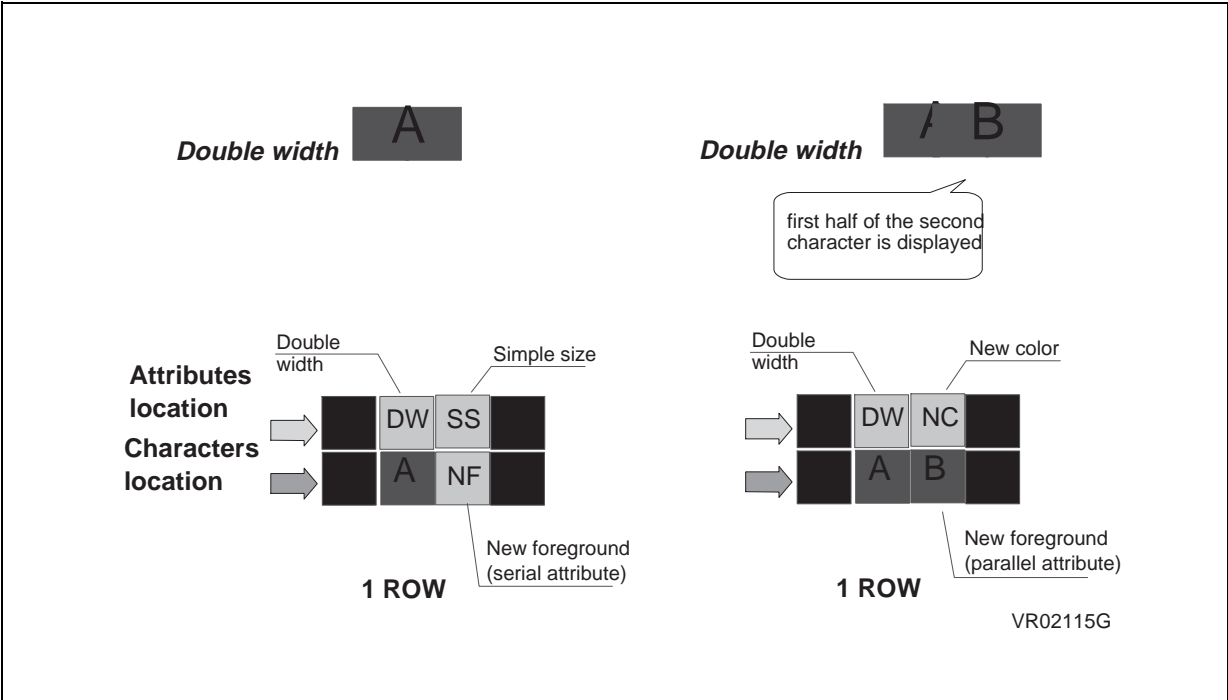 A
Double width
A B
Double width
first half of the second
character is displayed
Double
width
Simple size
Attributes
location
Characters
location
DW SS
A NF
New foreground
(serial attribute)
1 ROW
Double
width
New color
DW NC
A B
New foreground
(parallel attribute)
1 ROW
VR02115G